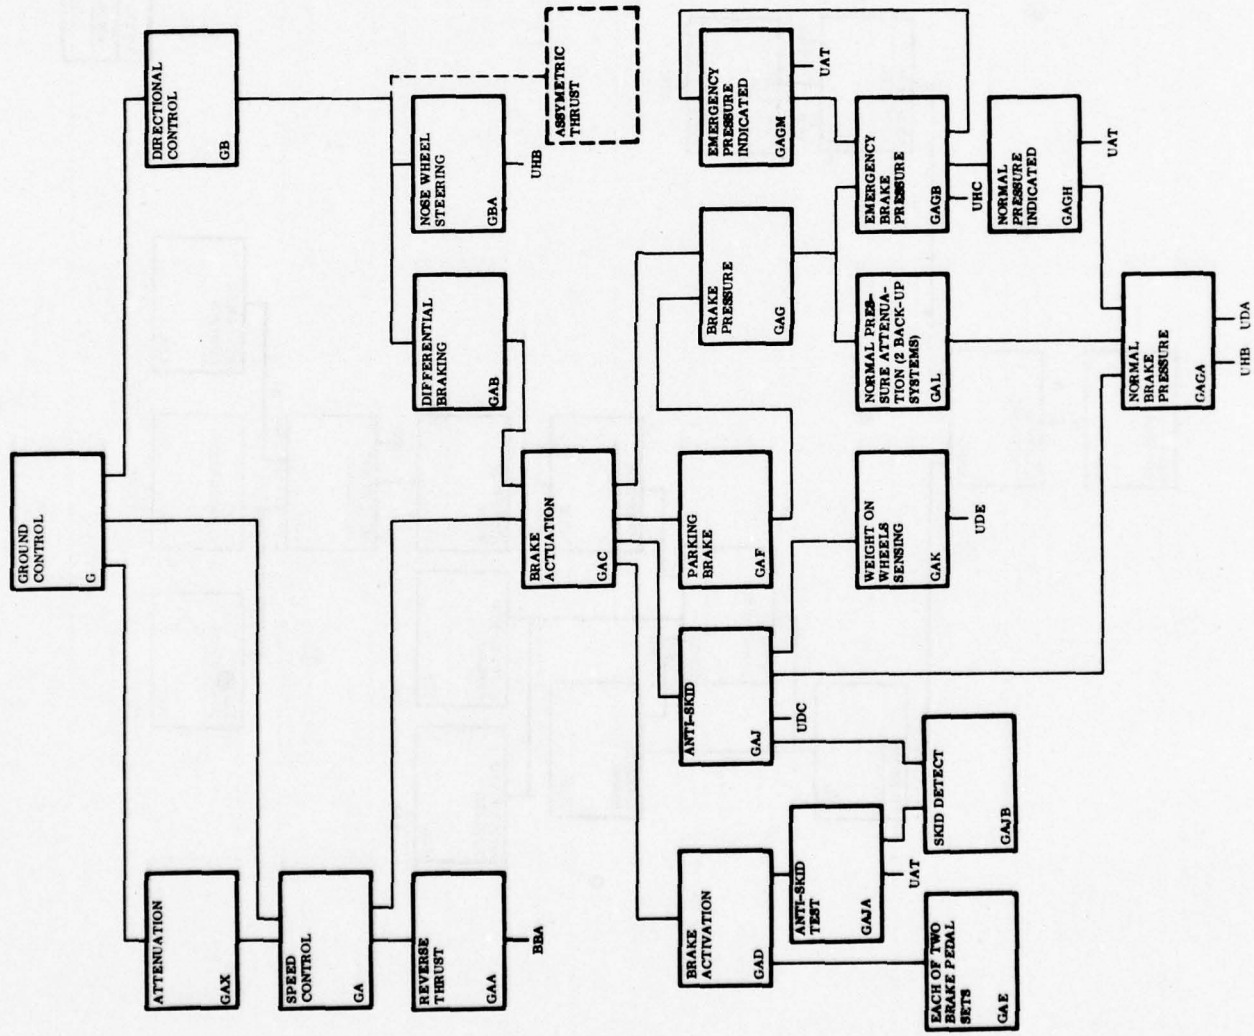 GROUND
CONTROL
G
ATTENUATION
GAX
DIRECTIONAL
CONTROL
GB
SPEED
CONTROL
GA
REVERSE
THRUST
GAA
BBA
DIFFERENTIAL
BRAKING
GAB
NOSE WHEEL
STEERING
GBA
UHB
ASSYMETRIC
THRUST
BRAKE
ACTUATION
GAC
BRAKE
ACTIVATION
GAD
ANTI-SKID
GAJ
UDC
PARKING
BRAKE
GAF
BRAKE
PRESSURE
GAG
EMERGENCY
PRESSURE
INDICATED
GAGM
UAT
ANTI-SKID
TEST
GAJA
UAT
WEIGHT ON
WHEELS
SENSING
GAK
UDE
NORMAL PRES-
SURE ATTENUA-
TION (2 BACK-UP
SYSTEMS)
GAL
EMERGENCY
BRAKE
PRESSURE
GAGB
UHC
EACH OF TWO
BRAKE PEDAL
SETS
GAE
SKID DETECT
GAJB
NORMAL
PRESSURE
INDICATED
GAGH
UAT
NORMAL
BRAKE
PRESSURE
GAGA
UHB
UDA